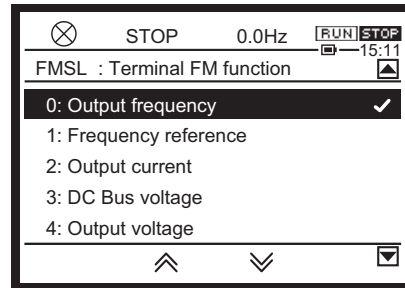 STOP 0.0Hz RUN STOP
15:11
FMSL : Terminal FM function
0: Output frequency
1: Frequency reference
2: Output current
3: DC Bus voltage
4: Output voltage